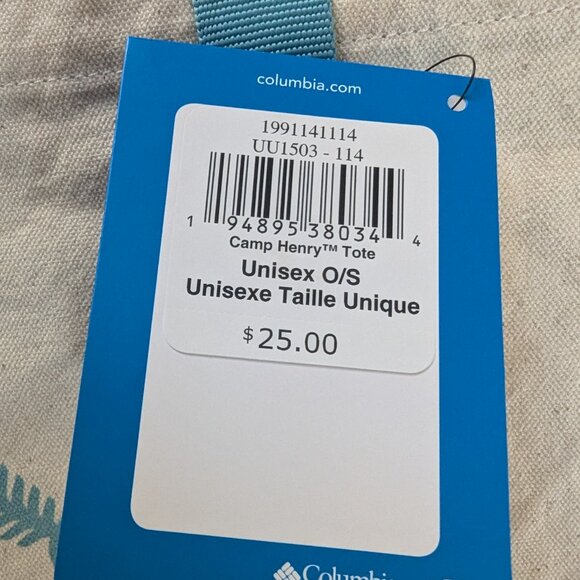 columbia.com
1991141114
UU1503 - 114
1 94895 38034 4
Camp Henry™ Tote
Unisex O/S
Unisexe Taille Unique
$25.00
Columbia